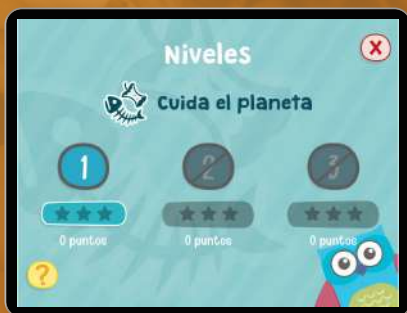 Niveles
X
Cuida el planeta
1 2 3
0 puntos 0 puntos 0 puntos
?